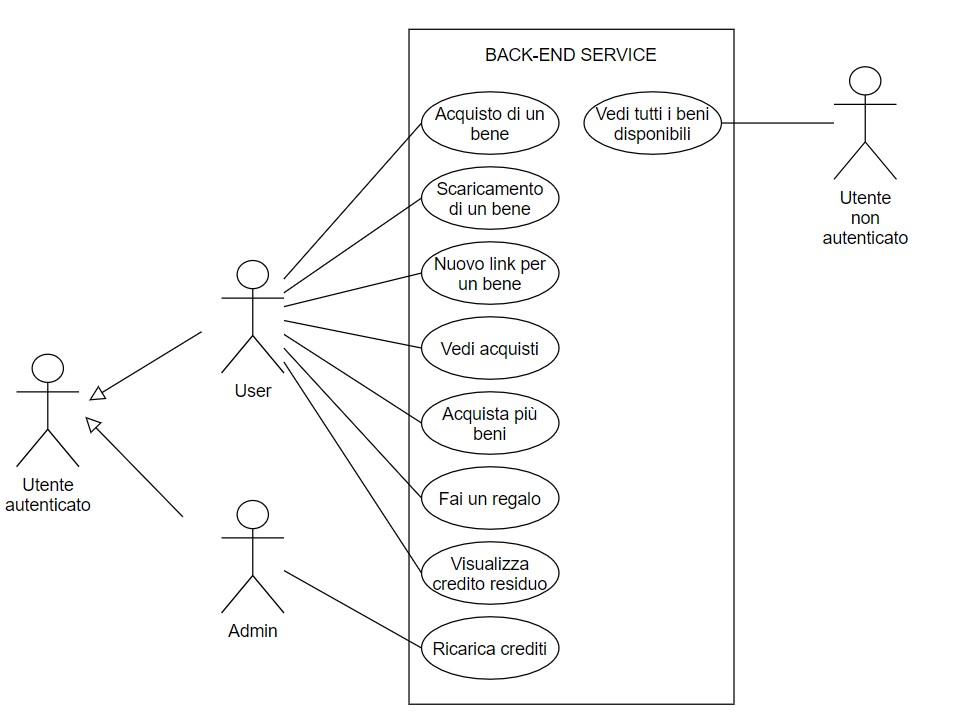 BACK-END SERVICE
Acquisto di un
bene
Vedi tutti i beni
disponibili
Scaricamento
di un bene
Utente
non
autenticato
Nuovo link per
un bene
Vedi acquisti
User
Acquista più
beni
Utente
autenticato
Fai un regalo
Visualizza
credito residuo
Admin
Ricarica crediti